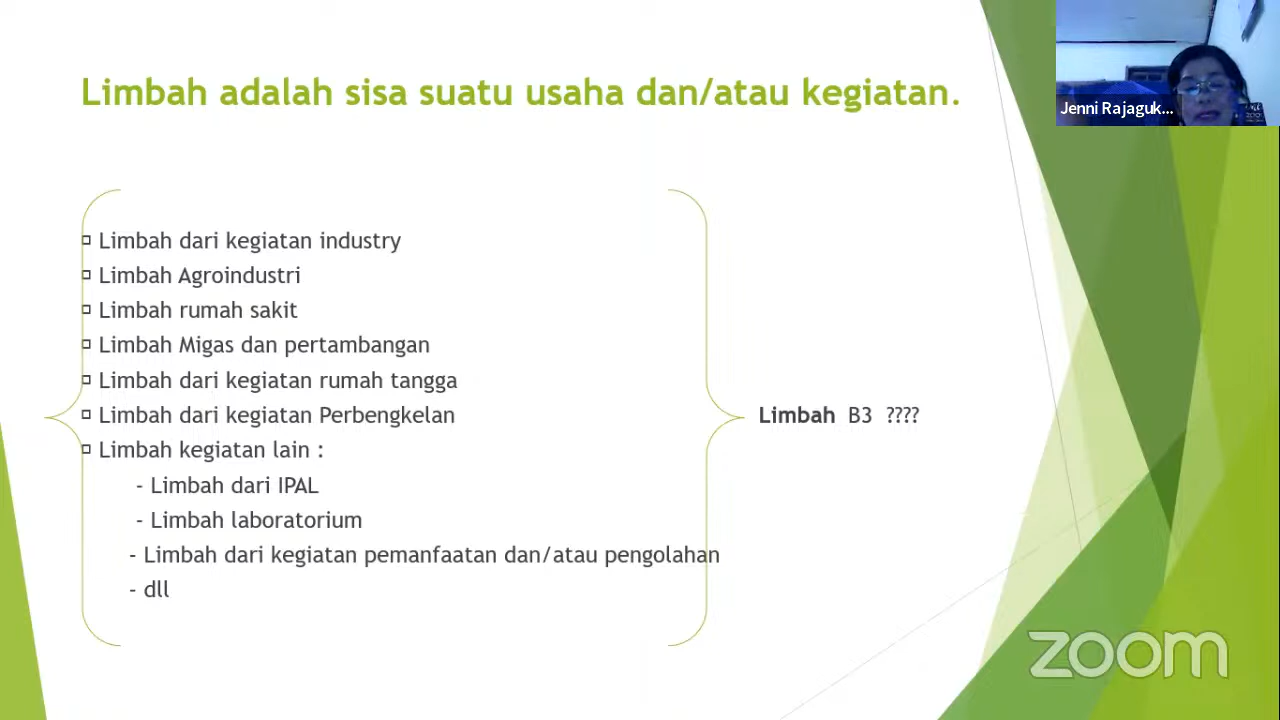 Limbah adalah sisa suatu usaha dan/atau kegiatan.
Jenni Rajaguk...
Limbah dari kegiatan industry
Limbah Agroindustri
Limbah rumah sakit
Limbah Migas dan pertambangan
Limbah dari kegiatan rumah tangga
Limbah dari kegiatan Perbengkelan
Limbah kegiatan lain :
- Limbah dari IPAL
- Limbah laboratorium
- Limbah dari kegiatan pemanfaatan dan/atau pengolahan
- dll
Limbah B3 ????
zoom